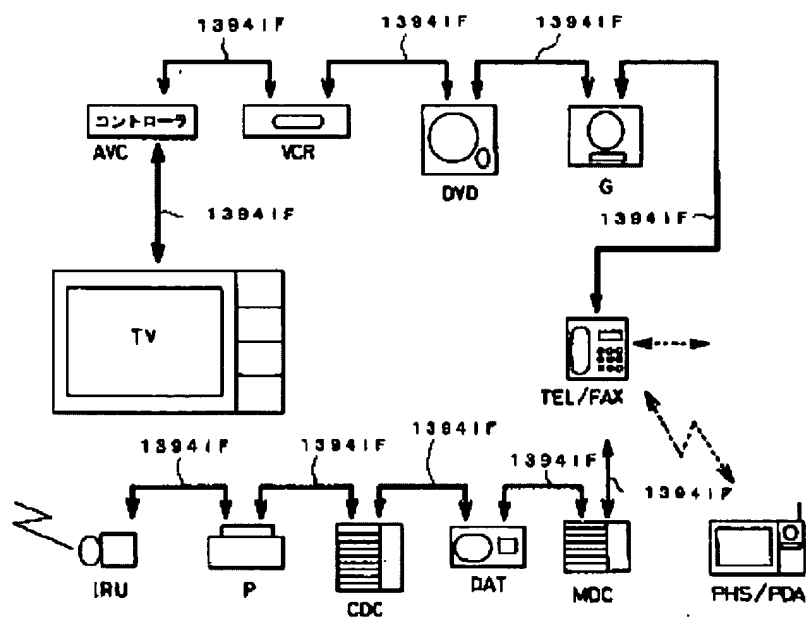 1394IF
1394IF
1394IF
コントローラ
AVC
VCR
DVD
G
1394IF
1394IF
TV
TEL/FAX
1394IF
1394IF
1394IF
1394IF
1394IF
IRU
P
CDC
DAT
MDC
PHS/PDA